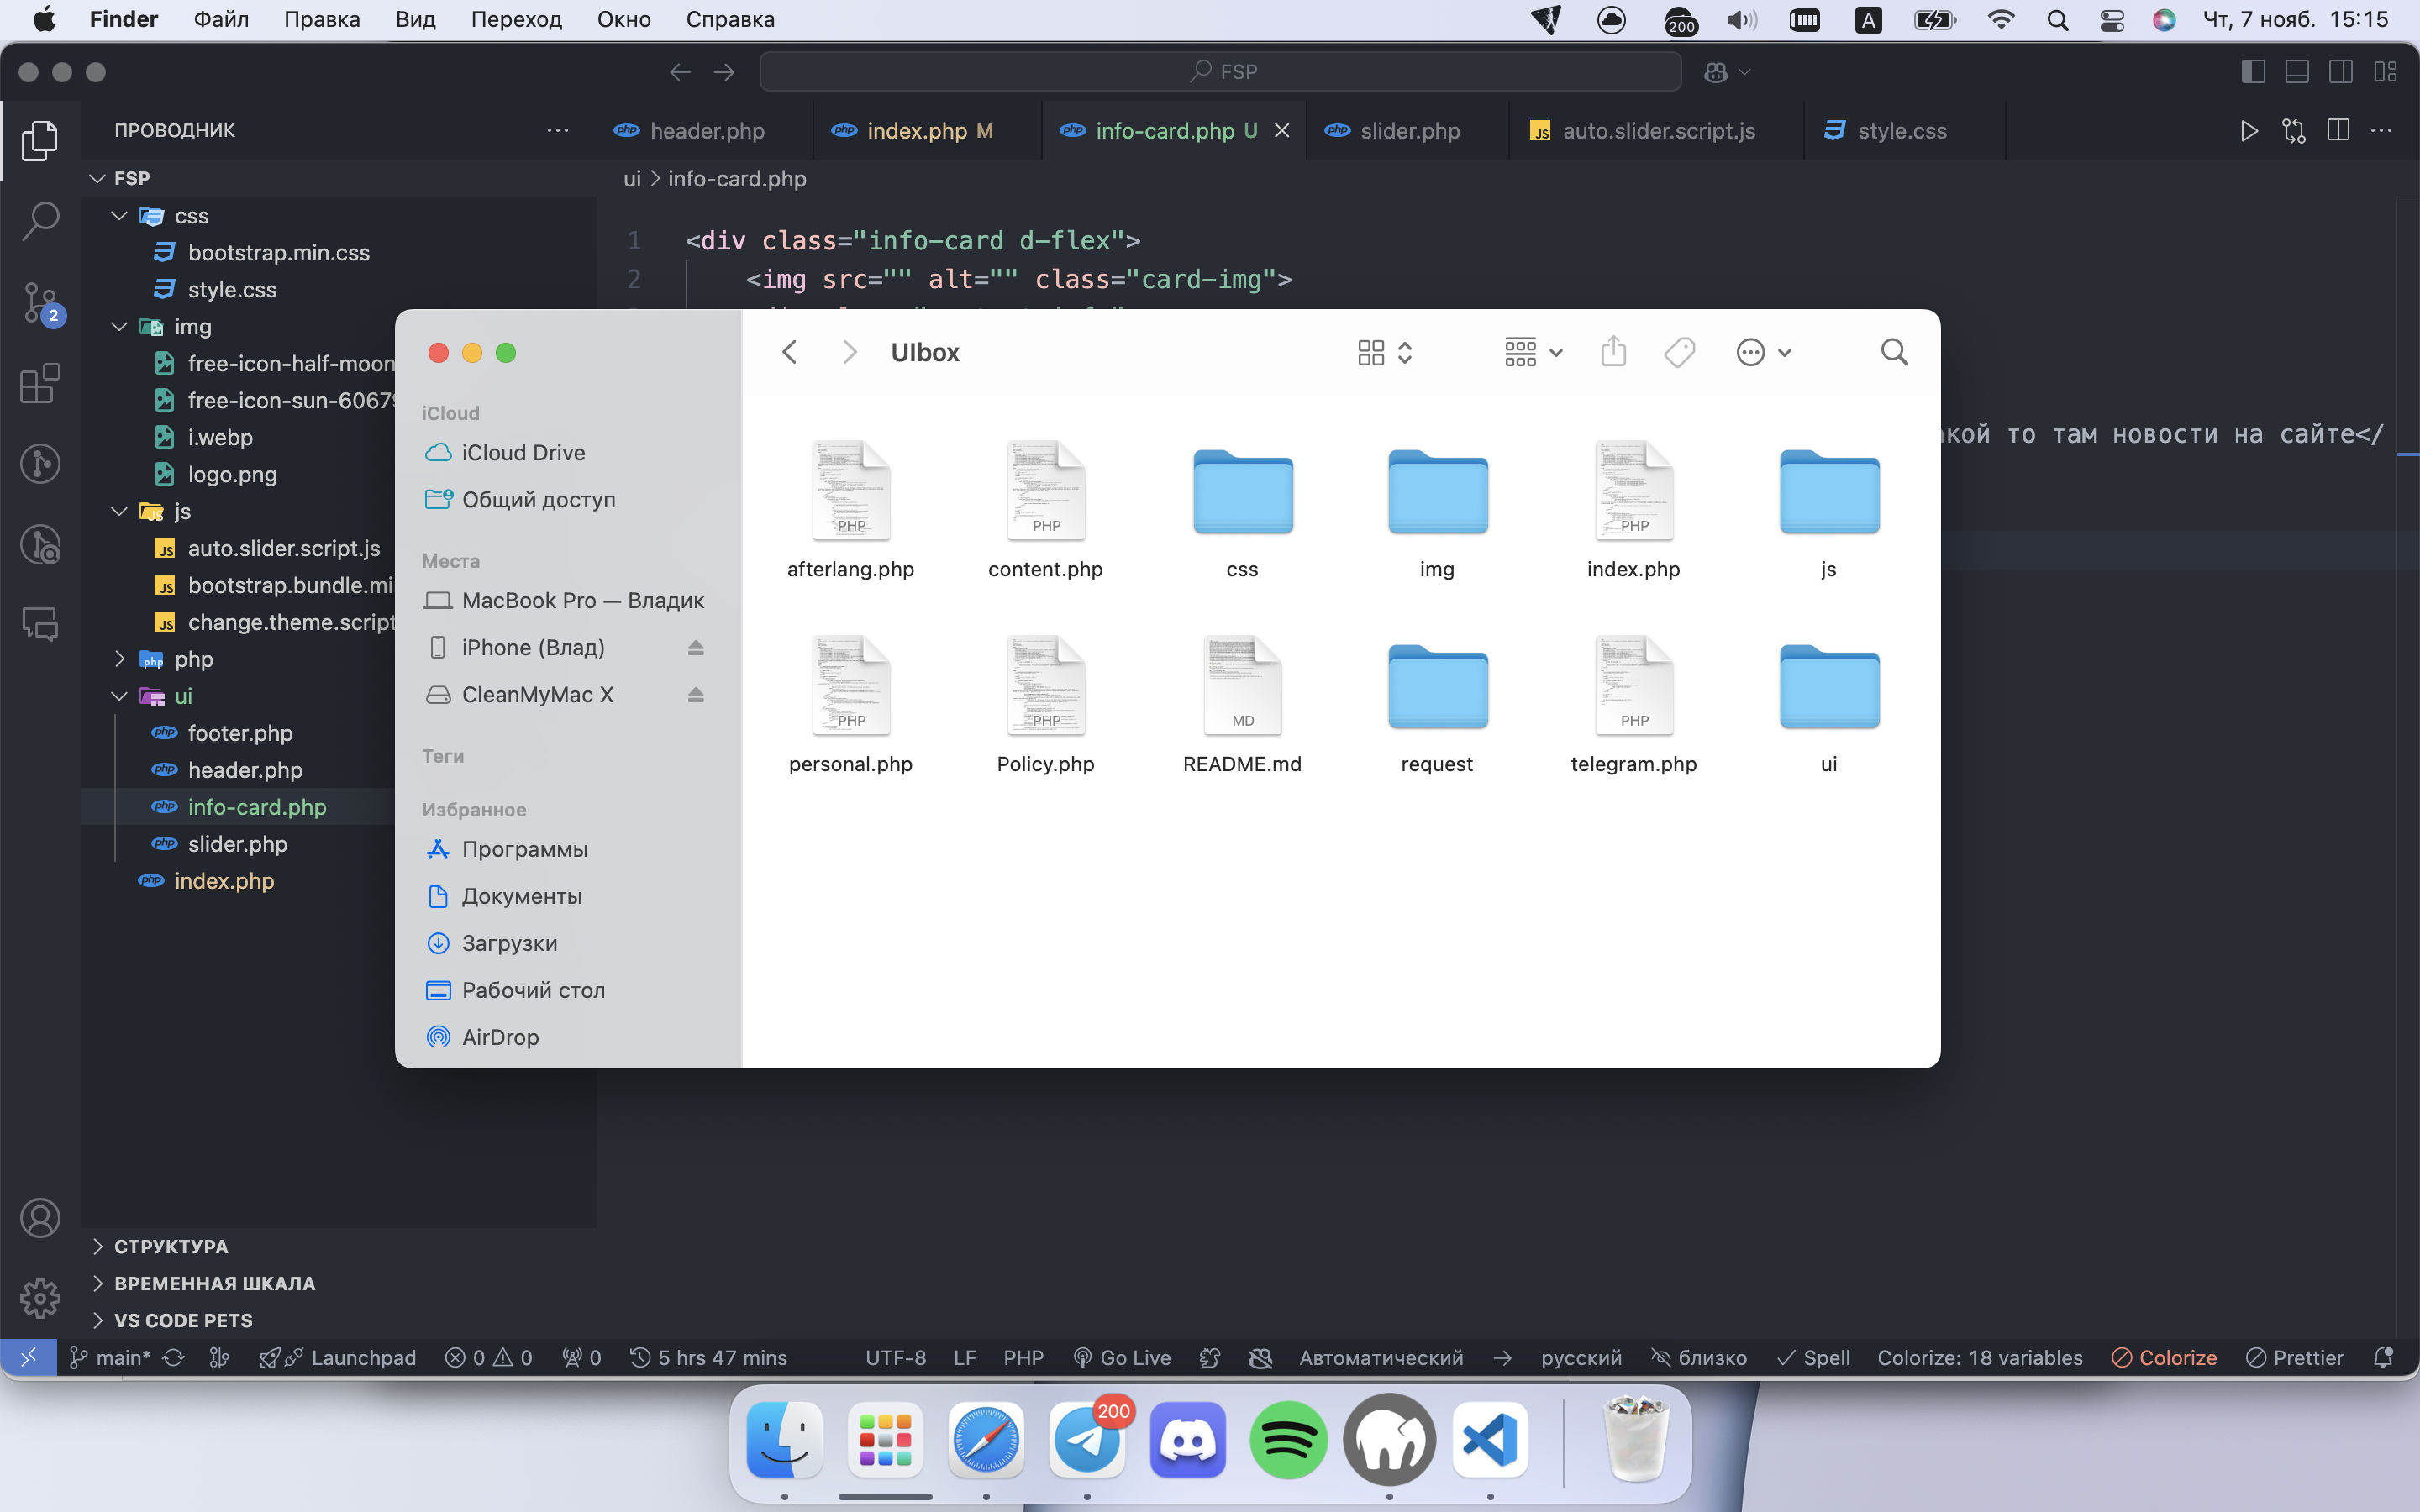 Finder Файл Правка Вид Переход Окно Справка 200 A Чт, 7 нояб. 15:15
FSP
ПРОВОДНИК
header.php index.php M info-card.php U slider.php auto.slider.script.js style.css
FSP
ui > info-card.php
css
bootstrap.min.css
style.css
img
free-icon-half-moon
free-icon-sun-6067
i.webp
logo.png
js
auto.slider.script.js
bootstrap.bundle.mi
change.theme.script
php
ui
footer.php
header.php
info-card.php
slider.php
index.php
2
1 <div class="info-card d-flex">
2 <img src="" alt="" class="card-img">
кой то там новости на сайте</
UIbox
iCloud
iCloud Drive
Общий доступ
Места
MacBook Pro — Владик
iPhone (Влад)
CleanMyMac X
Теги
Избранное
Программы
Документы
Загрузки
Рабочий стол
AirDrop
PHP PHP PHP
afterlang.php content.php css img index.php js
PHP PHP MD PHP
personal.php Policy.php README.md request telegram.php ui
СТРУКТУРА
ВРЕМЕННАЯ ШКАЛА
VS CODE PETS
main* Launchpad 0 0 0 5 hrs 47 mins UTF-8 LF PHP Go Live Автоматический русский близко Spell Colorize: 18 variables Colorize Prettier
200